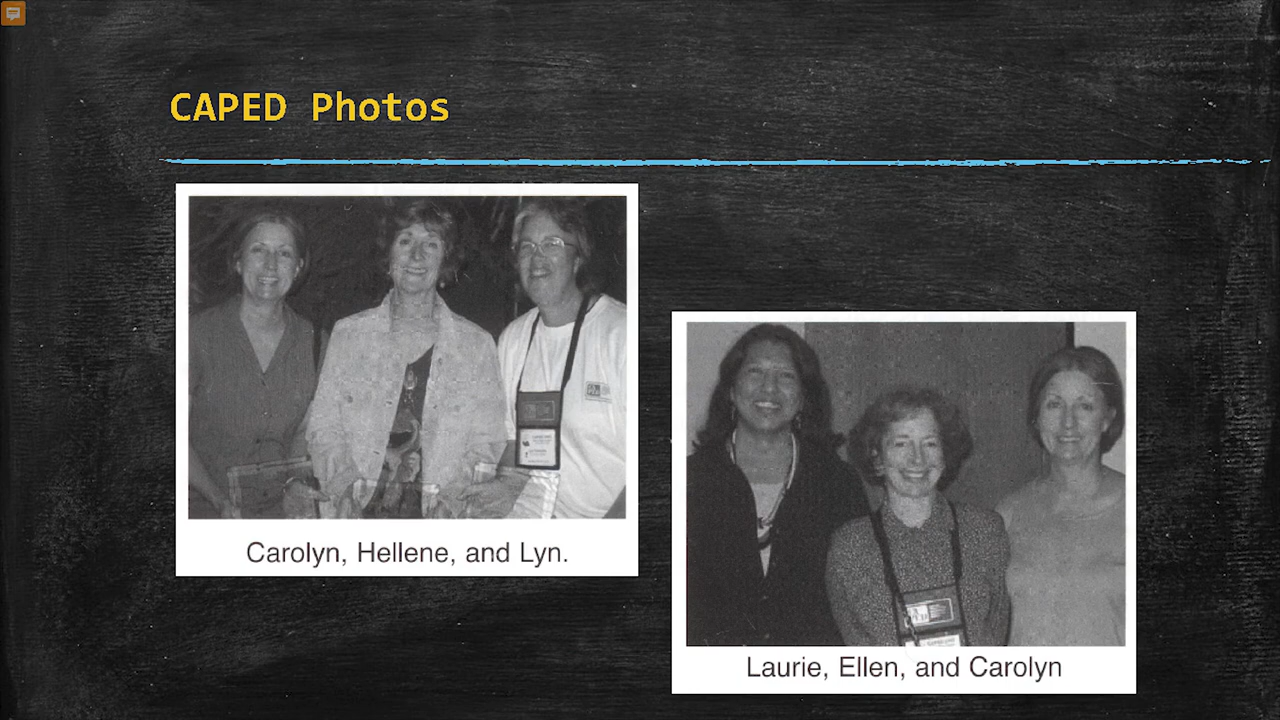 CAPED Photos
Carolyn, Hellene, and Lyn.
Laurie, Ellen, and Carolyn